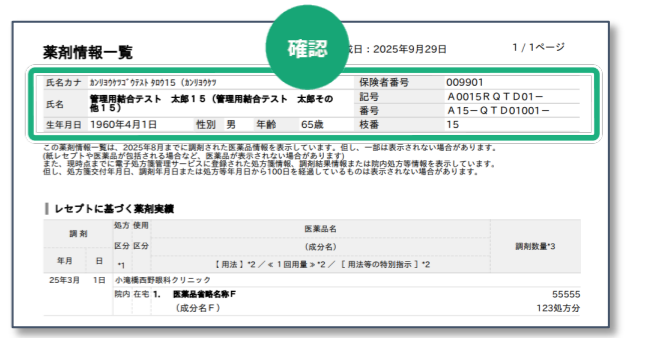 薬剤情報一覧
確認
成日：2025年9月29日
1 / 1ページ
氏名カナ ｶﾝﾘﾖｳｹﾂｺﾞｳﾃｽﾄ ﾀﾛｳ15（ｶﾝﾘﾖｳｹﾂ
保険者番号 009901
氏名 管理用結合テスト 太郎１５（管理用結合テスト 太郎その他１５）
記号 Ａ0015ＲＱＴＤ01－
番号 Ａ15－ＱＴＤ01001－
生年月日 1960年4月1日 性別 男 年齢 65歳
枝番 15
この薬剤情報一覧は、2025年8月までに調剤された医薬品情報を表示しています。但し、一部は表示されない場合があります。
(紙レセプトや医薬品が包括される場合など、医薬品が表示されない場合があります)
また、現時点までに電子処方箋管理サービスに登録された処方箋情報、調剤結果情報または院内処方等情報を表示しています。
但し、処方箋交付年月日、調剤年月日または処方等年月日から100日を経過しているものは表示されない場合があります。
レセプトに基づく薬剤実績
調 剤
処方 使用
医薬品名
区分 区分
(成分名)
調剤数量*3
年月 日
*1
【 用法 】*2 ／ ≪ 1回用量 ≫ *2 ／ ［ 用法等の特別指示 ］*2
25年3月 1日 小滝橋西野眼科クリニック
院内 在宅 1. 医薬品省略名称Ｆ 55555
（成分名Ｆ） 123処方分